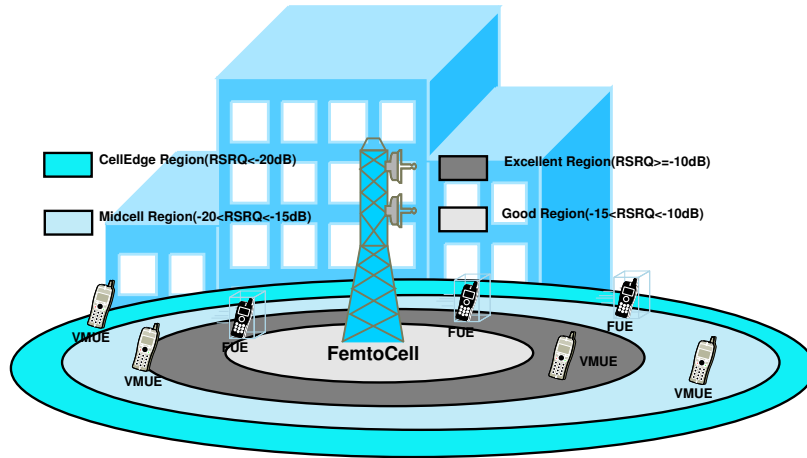 CellEdge Region(RSRQ<-20dB)
Excellent Region(RSRQ>=-10dB)
Midcell Region(-20<RSRQ<-15dB)
Good Region(-15<RSRQ<-10dB)
VMUE
VMUE
FUE
FUE
FUE
FemtoCell
VMUE
VMUE